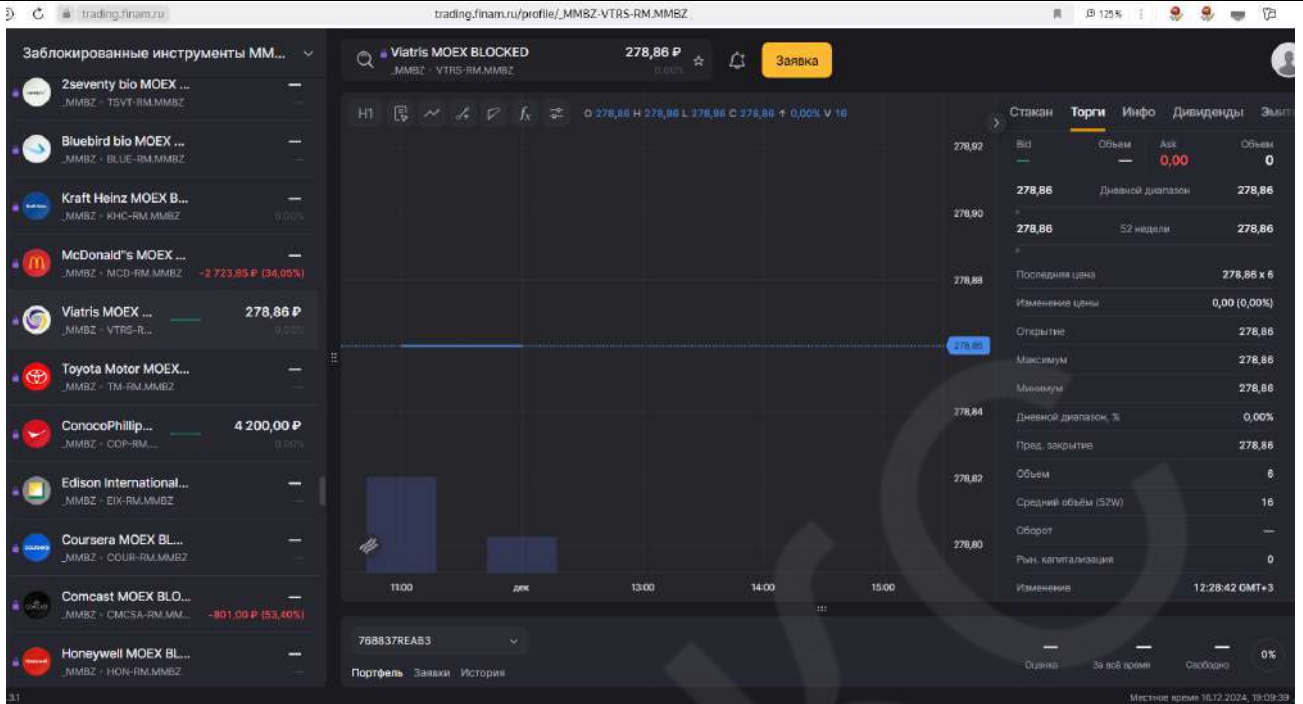 trading.finam.ru
trading.finam.ru/profile/_MMBZ-VTRS-RM.MMBZ
125%
Заблокированные инструменты MM...
2seventy bio MOEX ...
_MMBZ · TSVT-RM.MMBZ
—
Bluebird bio MOEX ...
_MMBZ · BLUE-RM.MMBZ
—
Kraft Heinz MOEX B...
_MMBZ · KHC-RM.MMBZ
—
0,00%
McDonald"s MOEX ...
_MMBZ · MCD-RM.MMBZ
—
-2 723,85 ₽ (34,05%)
Viatris MOEX ...
_MMBZ · VTRS-R...
278,86 ₽
0,00%
Toyota Motor MOEX...
_MMBZ · TM-RM.MMBZ
—
ConocoPhillip...
_MMBZ · COP-RM....
4 200,00 ₽
0,00%
Edison International...
_MMBZ · EIX-RM.MMBZ
—
Coursera MOEX BL...
_MMBZ · COUR-RM.MMBZ
—
Comcast MOEX BLO...
_MMBZ · CMCSA-RM.MM...
—
-801,00 ₽ (53,40%)
Honeywell MOEX BL...
_MMBZ · HON-RM.MMBZ
—
Viatris MOEX BLOCKED
_MMBZ · VTRS-RM.MMBZ
278,86 ₽
0,00%
Заявка
H1
O 278,86 H 278,86 L 278,86 C 278,86 + 0,00% V 16
278,92
278,90
278,88
278,86
278,84
278,82
278,80
11:00 дек 13:00 14:00 15:00
Стакан Торги Инфо Дивиденды Эмит
Bid Объем Ask Объем
— — 0,00 0
278,86 Дневной диапазон 278,86
278,86 52 недели 278,86
Последняя цена 278,86 x 6
Изменение цены 0,00 (0,00%)
Открытие 278,86
Максимум 278,86
Минимум 278,86
Дневной диапазон, % 0,00%
Пред. закрытие 278,86
Объем 6
Средний объём (52W) 16
Оборот —
Рын. капитализация 0
Изменение 12:28:42 GMT+3
768837REAB3
Портфель Заявки История
— — —
Оценка За всё время Свободно 0%
3.1
Местное время 16.12.2024, 19:09:39